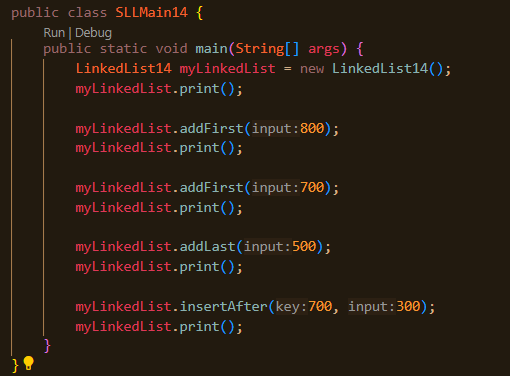 public class SLLMain14 {
Run | Debug
public static void main(String[] args) {
LinkedList14 myLinkedList = new LinkedList14();
myLinkedList.print();
myLinkedList.addFirst(input:800);
myLinkedList.print();
myLinkedList.addFirst(input:700);
myLinkedList.print();
myLinkedList.addLast(input:500);
myLinkedList.print();
myLinkedList.insertAfter(key:700, input:300);
myLinkedList.print();
}
}